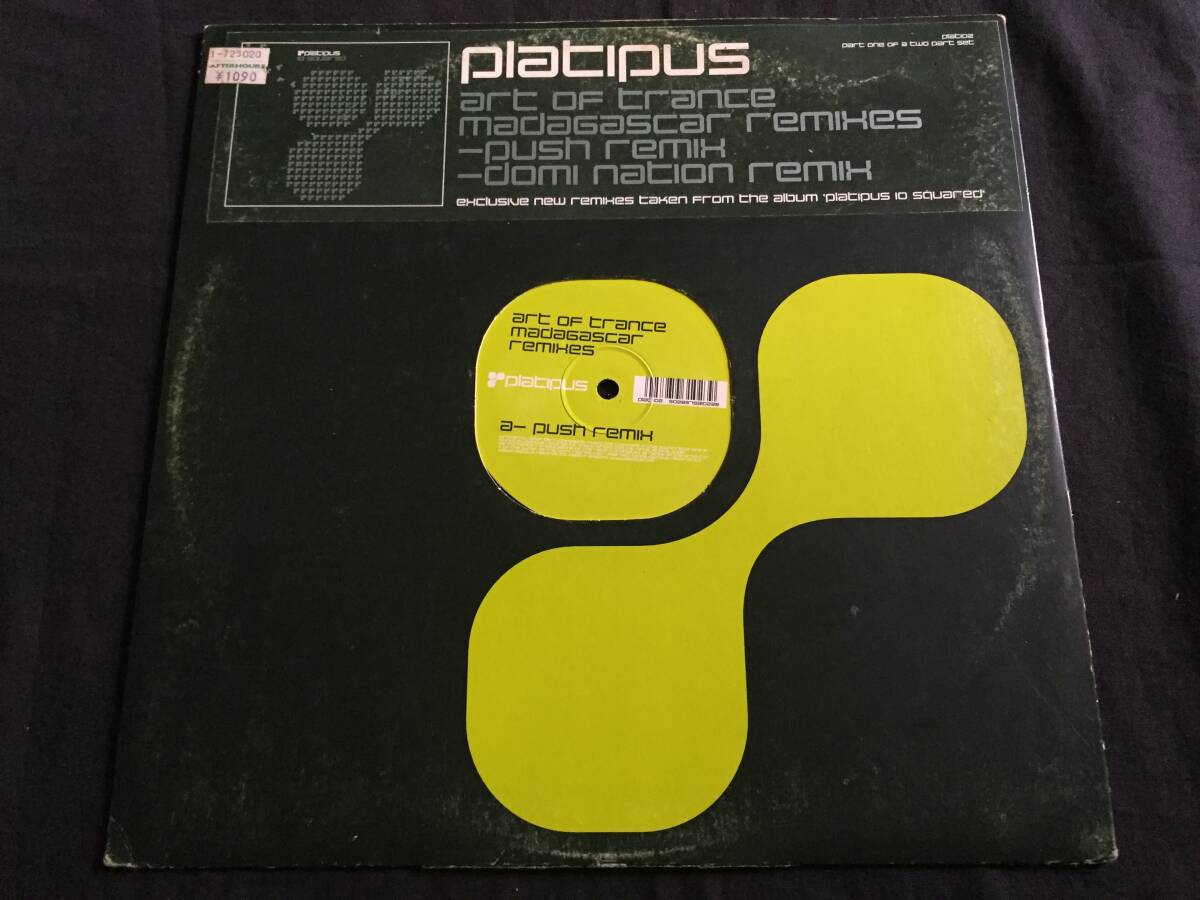 1-725020
AFTERHOURS
¥1090
platipus
10 squared
platipus
plat102
part one of a two part set
art of trance
madagascar remixes
-push remix
-domi nation remix
exclusive new remixes taken from the album 'platipus 10 squared'
art of trance
madagascar
remixes
platipus
a- push remix